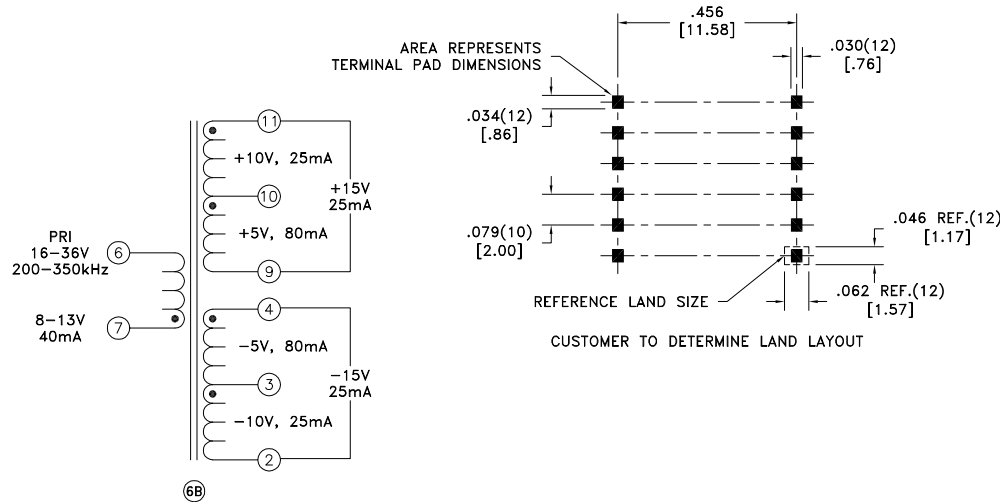 11
+10V, 25mA
10
+15V
25mA
+5V, 80mA
9
PRI
16-36V
200-350kHz
6
8-13V
40mA
7
4
-5V, 80mA
3
-15V
25mA
-10V, 25mA
2
6B
.456
[11.58]
AREA REPRESENTS
TERMINAL PAD DIMENSIONS
.030(12)
[.76]
.034(12)
[.86]
.079(10)
[2.00]
.046 REF.(12)
[1.17]
REFERENCE LAND SIZE
.062 REF.(12)
[1.57]
CUSTOMER TO DETERMINE LAND LAYOUT